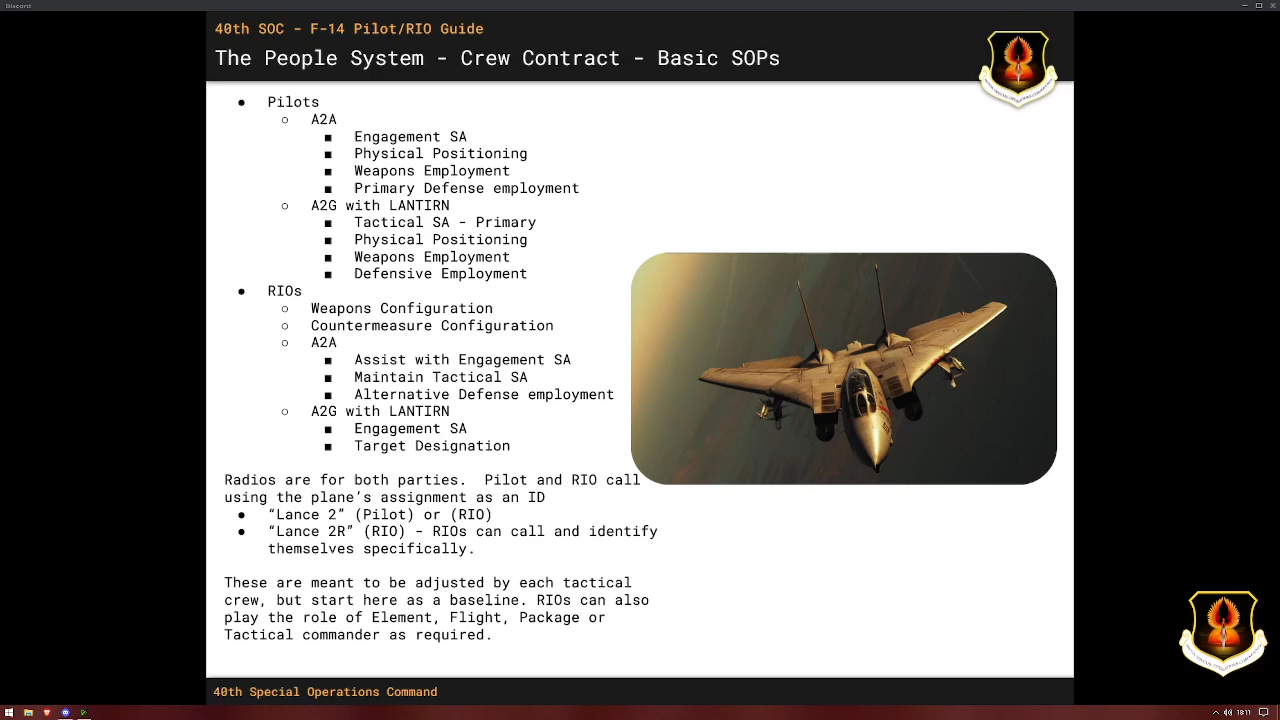 Discord
40th SOC - F-14 Pilot/RIO Guide
The People System - Crew Contract - Basic SOPs
● Pilots
○ A2A
■ Engagement SA
■ Physical Positioning
■ Weapons Employment
■ Primary Defense employment
○ A2G with LANTIRN
■ Tactical SA - Primary
■ Physical Positioning
■ Weapons Employment
■ Defensive Employment
● RIOs
○ Weapons Configuration
○ Countermeasure Configuration
○ A2A
■ Assist with Engagement SA
■ Maintain Tactical SA
■ Alternative Defense employment
○ A2G with LANTIRN
■ Engagement SA
■ Target Designation
Radios are for both parties.  Pilot and RIO call
using the plane’s assignment as an ID
● “Lance 2” (Pilot) or (RIO)
● “Lance 2R” (RIO) - RIOs can call and identify
themselves specifically.
These are meant to be adjusted by each tactical
crew, but start here as a baseline. RIOs can also
play the role of Element, Flight, Package or
Tactical commander as required.
40th Special Operations Command
18:11